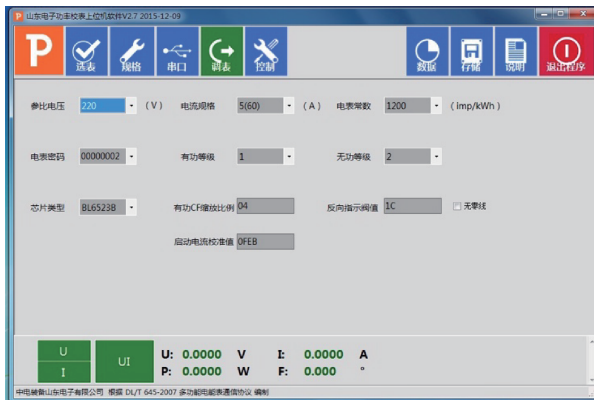 山东电子功率校表上位机软件V2.7 2015-12-09
P 选表 规格 串口 调表 控制 数据 存储 说明 退出程序
参比电压 220 (V) 电流规格 5(60) (A) 电表常数 1200 (imp/kWh)
电表密码 00000002 有功等级 1 无功等级 2
芯片类型 BL6523B 有功CF缩放比例 04 反向指示阀值 1C 无零线
启动电流校准值 0FEB
U UI U: 0.0000 V I: 0.0000 A
I P: 0.0000 W F: 0.000 °
中电装备山东电子有限公司 根据 DL/T 645-2007 多功能电能表通信协议 编制